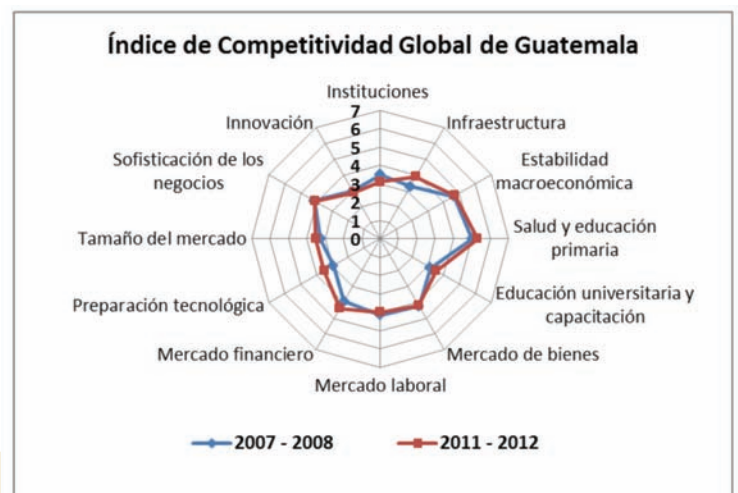 Índice de Competitividad Global de Guatemala
Instituciones
Infraestructura
Estabilidad
macroeconómica
Salud y educación
primaria
Educación universitaria y
capacitación
Mercado de bienes
Mercado laboral
Mercado financiero
Preparación tecnológica
Tamaño del mercado
Sofisticación de los
negocios
Innovación
7
6
5
4
3
2
1
0
2007 - 2008
2011 - 2012